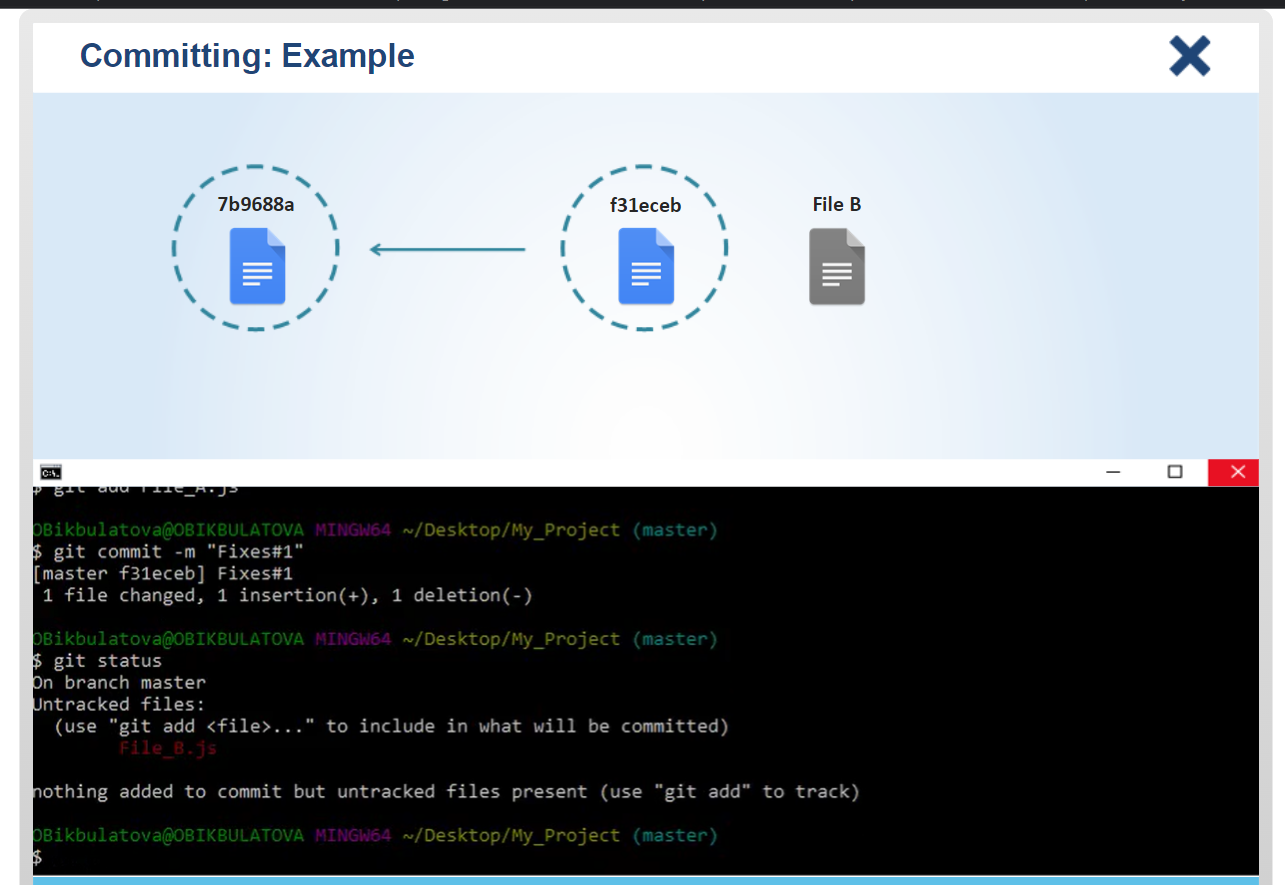 Committing: Example
7b9688a
f31eceb
File B
$ git add File_A.js
OBikbulatova@OBIKBULATOVA MINGW64 ~/Desktop/My_Project (master)
$ git commit -m "Fixes#1"
[master f31eceb] Fixes#1
1 file changed, 1 insertion(+), 1 deletion(-)
OBikbulatova@OBIKBULATOVA MINGW64 ~/Desktop/My_Project (master)
$ git status
On branch master
Untracked files:
(use "git add <file>..." to include in what will be committed)
File_B.js
nothing added to commit but untracked files present (use "git add" to track)
OBikbulatova@OBIKBULATOVA MINGW64 ~/Desktop/My_Project (master)
$